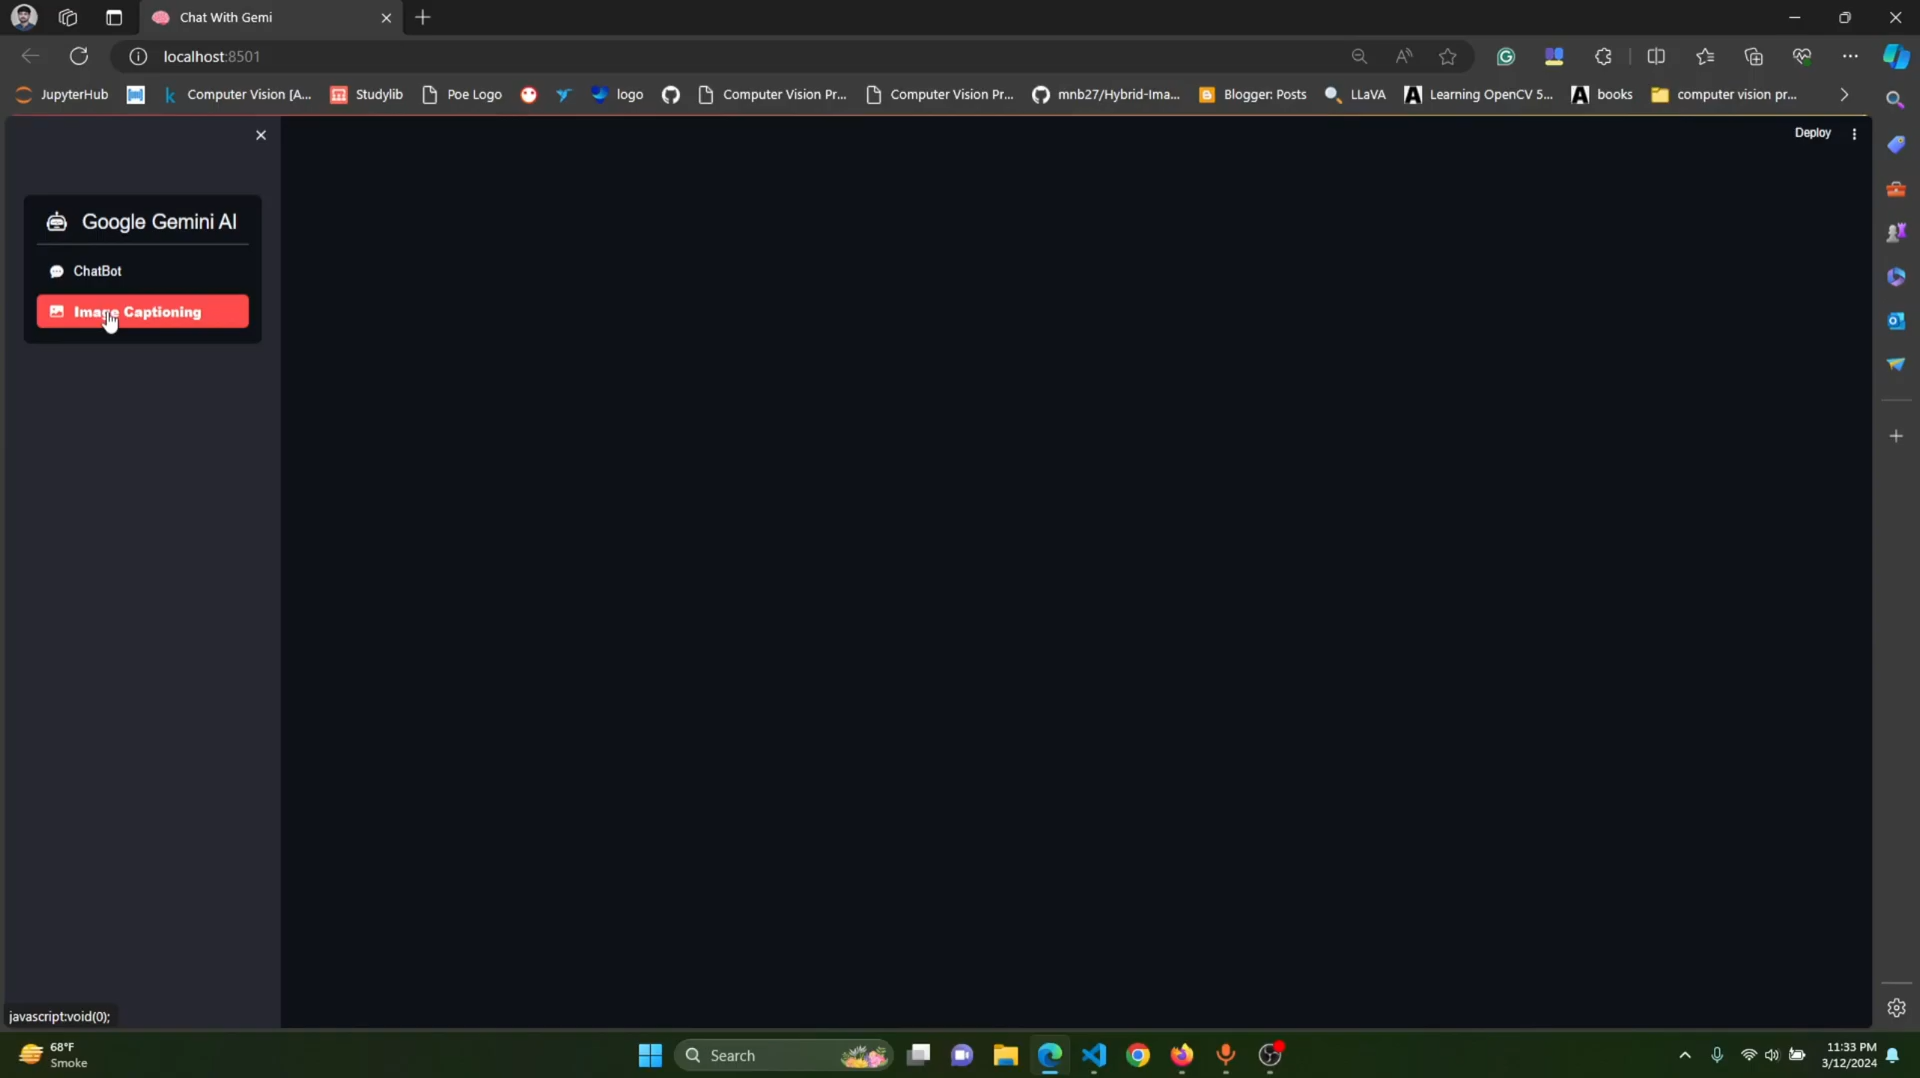 Chat With Gemi
localhost:8501
JupyterHub
Computer Vision [A...
Studylib
Poe Logo
logo
Computer Vision Pr...
Computer Vision Pr...
mnb27/Hybrid-Ima...
Blogger: Posts
LLaVA
Learning OpenCV 5...
books
computer vision pr...
Deploy
Google Gemini AI
ChatBot
Image Captioning
javascript:void(0);
68°F
Smoke
Search
11:33 PM
3/12/2024